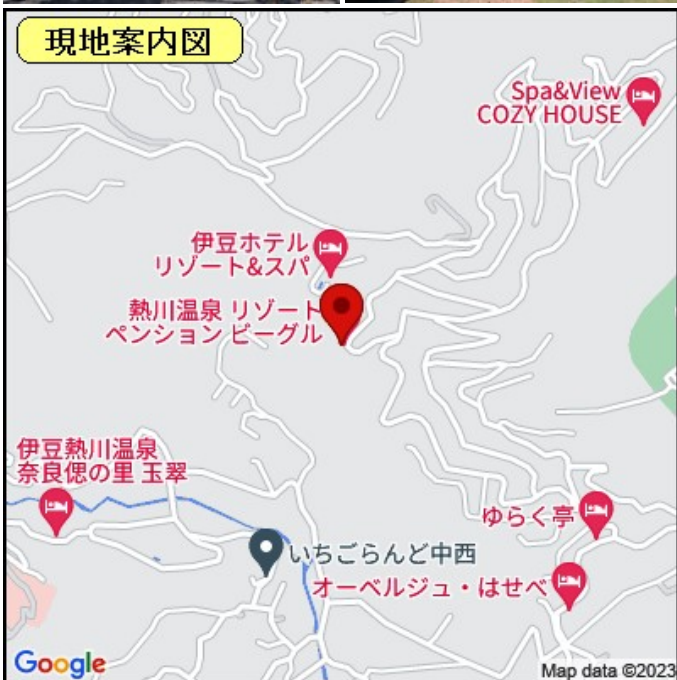 現地案内図
Spa&View
COZY HOUSE
伊豆ホテル
リゾート&スパ
熱川温泉 リゾート
ペンション ビーグル
伊豆熱川温泉
奈良偲の里 玉翠
ゆらく亭
いちごらんど中西
オーベルジュ・はせべ
Google
Map data ©2023